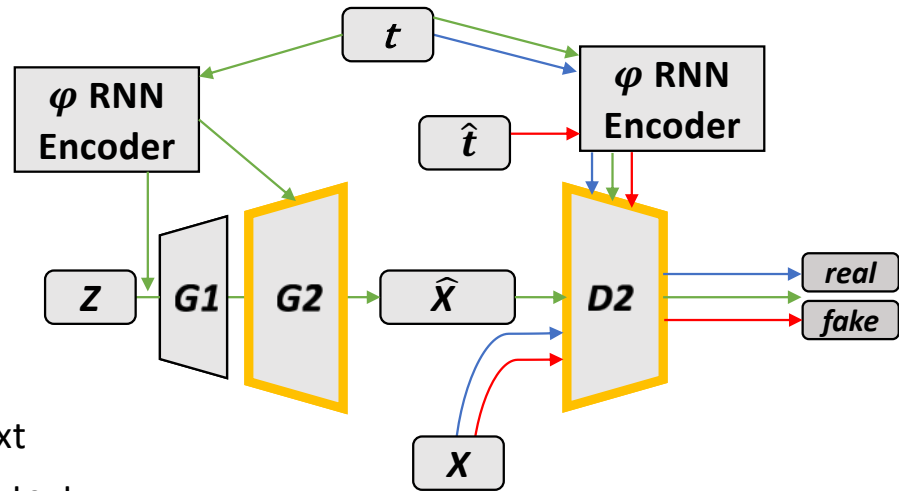 t
φ RNN
Encoder
φ RNN
Encoder
t̂
Z
G1
G2
X̂
D2
real
fake
X